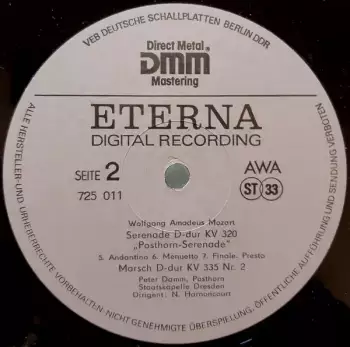 VEB DEUTSCHE SCHALLPLATTEN BERLIN DDR
Direct Metal
DMM®
Mastering
ETERNA
DIGITAL RECORDING
SEITE 2
AWA
725 011
ST 33
Wolfgang Amadeus Mozart
Serenade D-dur KV 320
„Posthorn-Serenade"
5. Andantino 6. Menuetto 7. Finale. Presto
Marsch D-dur KV 335 Nr. 2
Peter Damm, Posthorn
Staatskapelle Dresden
Dirigent: N. Harnoncourt
ALLE HERSTELLER-UND URHEBERRECHTE VORBEHALTEN. NICHT GENEHMIGTE ÜBERSPIELUNG, ÖFFENTLICHE AUFFÜHRUNG UND SENDUNG VERBOTEN